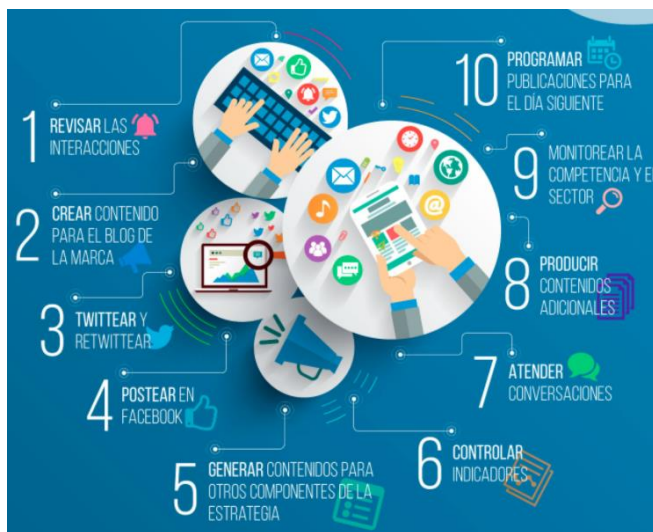 1
REVISAR LAS
INTERACCIONES
2
CREAR CONTENIDO
PARA EL BLOG DE
LA MARCA
3
TWITTEAR Y
RETWITTEAR
4
POSTEAR EN
FACEBOOK
5
GENERAR CONTENIDOS PARA
OTROS COMPONENTES DE LA
ESTRATEGIA
6
CONTROLAR
INDICADORES
7
ATENDER
CONVERSACIONES
8
PRODUCIR
CONTENIDOS
ADICIONALES
9
MONITOREAR LA
COMPETENCIA Y E
SECTOR
10
PROGRAMAR
PUBLICACIONES PARA
EL DÍA SIGUIENTE